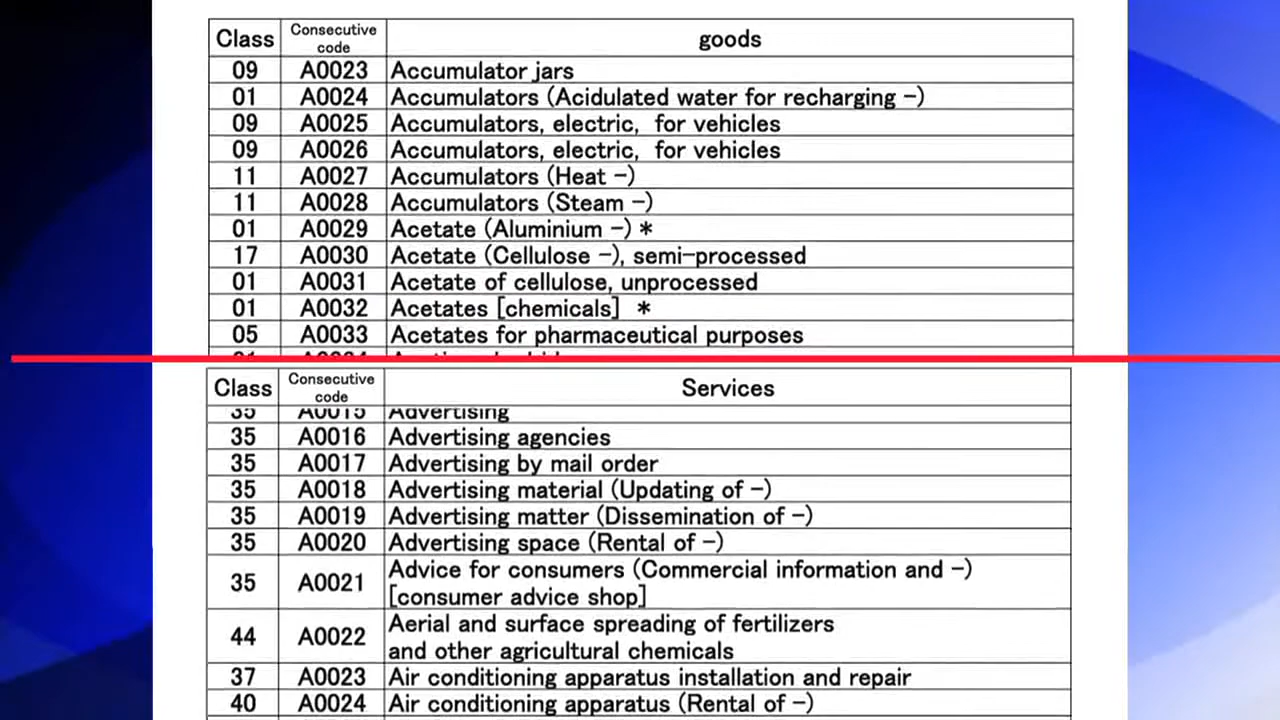 Class Consecutive code goods
09 A0023 Accumulator jars
01 A0024 Accumulators (Acidulated water for recharging −)
09 A0025 Accumulators, electric, for vehicles
09 A0026 Accumulators, electric, for vehicles
11 A0027 Accumulators (Heat −)
11 A0028 Accumulators (Steam −)
01 A0029 Acetate (Aluminium −) *
17 A0030 Acetate (Cellulose −), semi−processed
01 A0031 Acetate of cellulose, unprocessed
01 A0032 Acetates [chemicals] *
05 A0033 Acetates for pharmaceutical purposes
Class Consecutive code Services
35 A0015 Advertising
35 A0016 Advertising agencies
35 A0017 Advertising by mail order
35 A0018 Advertising material (Updating of −)
35 A0019 Advertising matter (Dissemination of −)
35 A0020 Advertising space (Rental of −)
35 A0021 Advice for consumers (Commercial information and −)
[consumer advice shop]
44 A0022 Aerial and surface spreading of fertilizers
and other agricultural chemicals
37 A0023 Air conditioning apparatus installation and repair
40 A0024 Air conditioning apparatus (Rental of −)